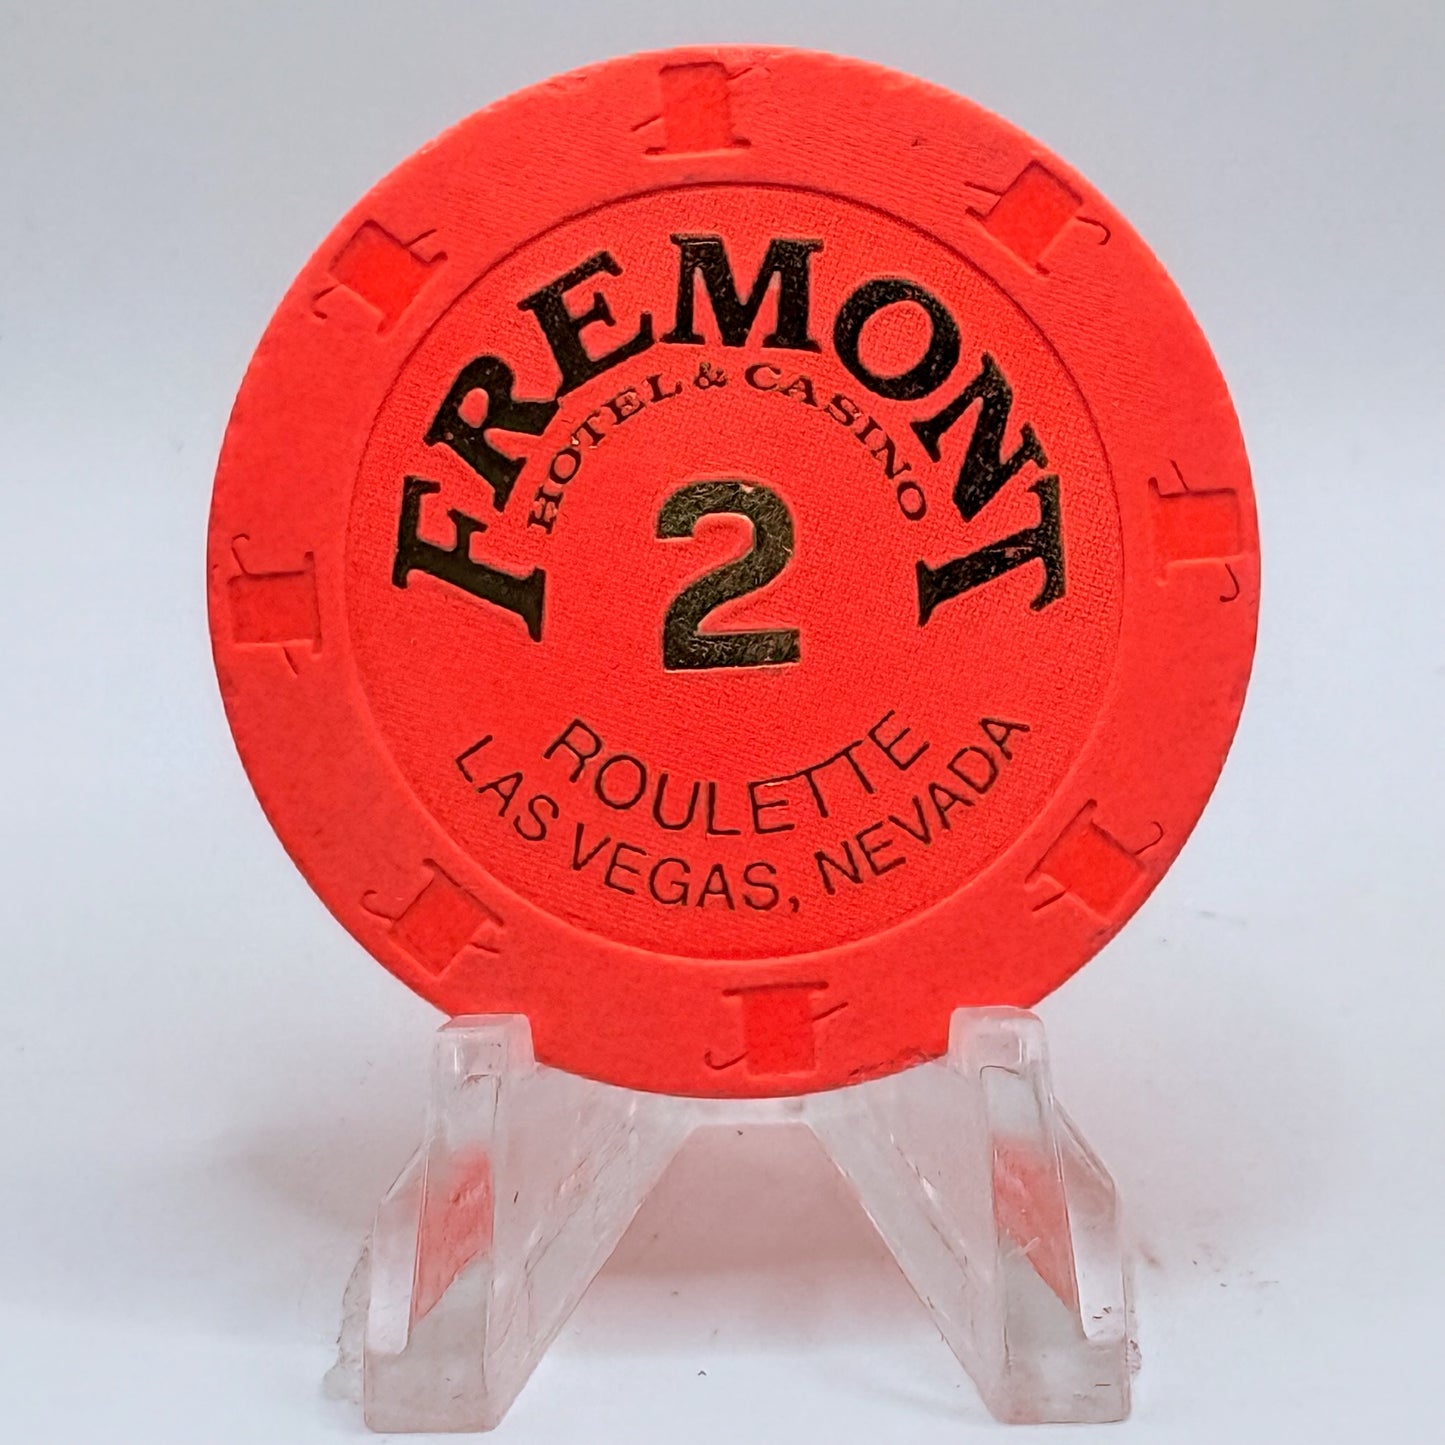 FREMONT
HOTEL & CASINO
2
ROULETTE
LAS VEGAS, NEVADA